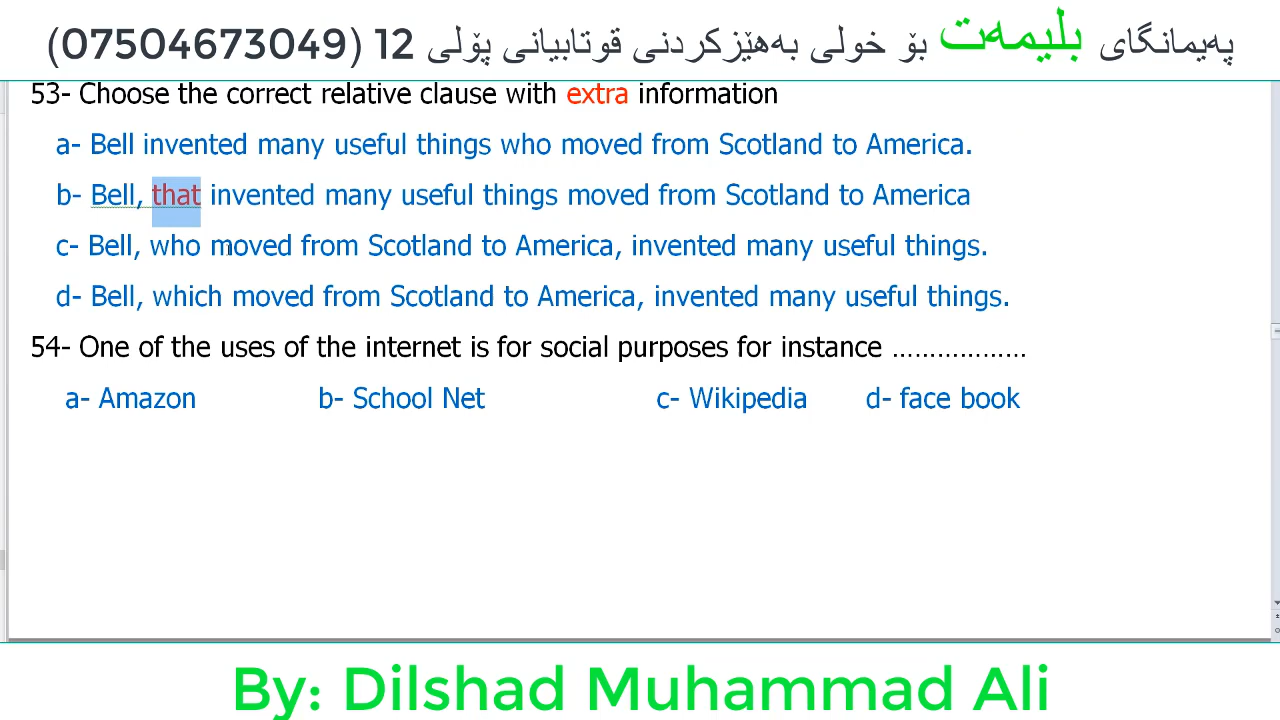 پەیمانگای بلیمەت بۆ خولی بەهێزکردنی قوتابیانی پۆلی 12 (07504673049)
53- Choose the correct relative clause with extra information
a- Bell invented many useful things who moved from Scotland to America.
b- Bell, that invented many useful things moved from Scotland to America
c- Bell, who moved from Scotland to America, invented many useful things.
d- Bell, which moved from Scotland to America, invented many useful things.
54- One of the uses of the internet is for social purposes for instance ..................
a- Amazon b- School Net c- Wikipedia d- face book
By: Dilshad Muhammad Ali